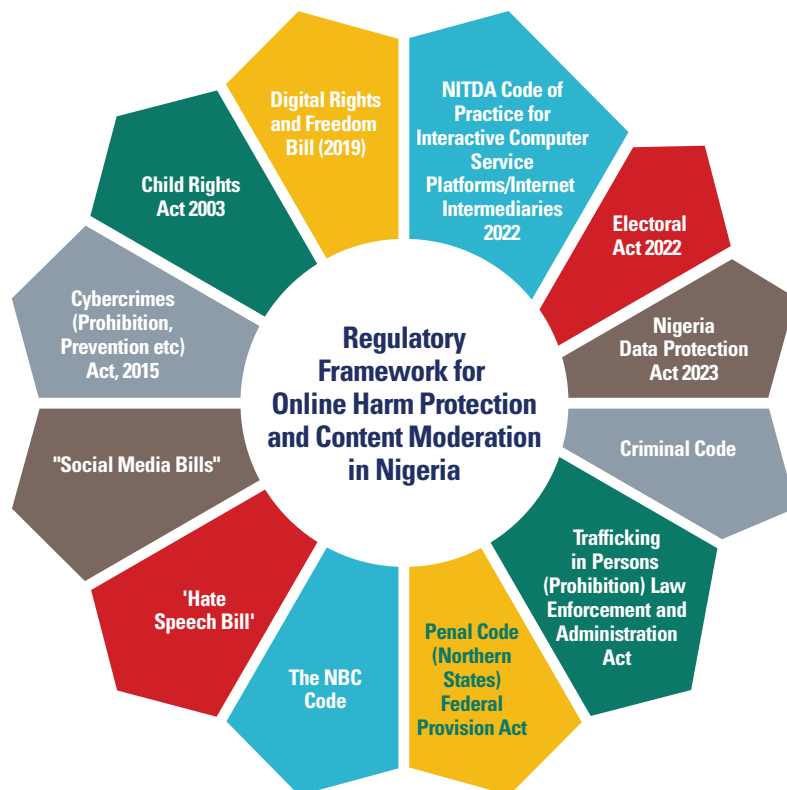 Regulatory
Framework for
Online Harm Protection
and Content Moderation
in Nigeria
NITDA Code of
Practice for
Interactive Computer
Service
Platforms/Internet
Intermediaries
2022
Electoral
Act 2022
Nigeria
Data Protection
Act 2023
Criminal Code
Trafficking
in Persons
(Prohibition) Law
Enforcement and
Administration
Act
Penal Code
(Northern
States)
Federal
Provision Act
The NBC
Code
'Hate
Speech Bill'
"Social Media Bills"
Cybercrimes
(Prohibition,
Prevention etc)
Act, 2015
Child Rights
Act 2003
Digital Rights
and Freedom
Bill (2019)